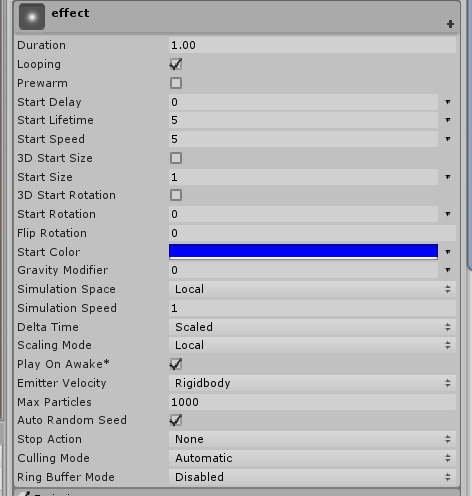 effect
Duration 1.00
Looping
Prewarm
Start Delay 0
Start Lifetime 5
Start Speed 5
3D Start Size
Start Size 1
3D Start Rotation
Start Rotation 0
Flip Rotation 0
Start Color
Gravity Modifier 0
Simulation Space Local
Simulation Speed 1
Delta Time Scaled
Scaling Mode Local
Play On Awake*
Emitter Velocity Rigidbody
Max Particles 1000
Auto Random Seed
Stop Action None
Culling Mode Automatic
Ring Buffer Mode Disabled